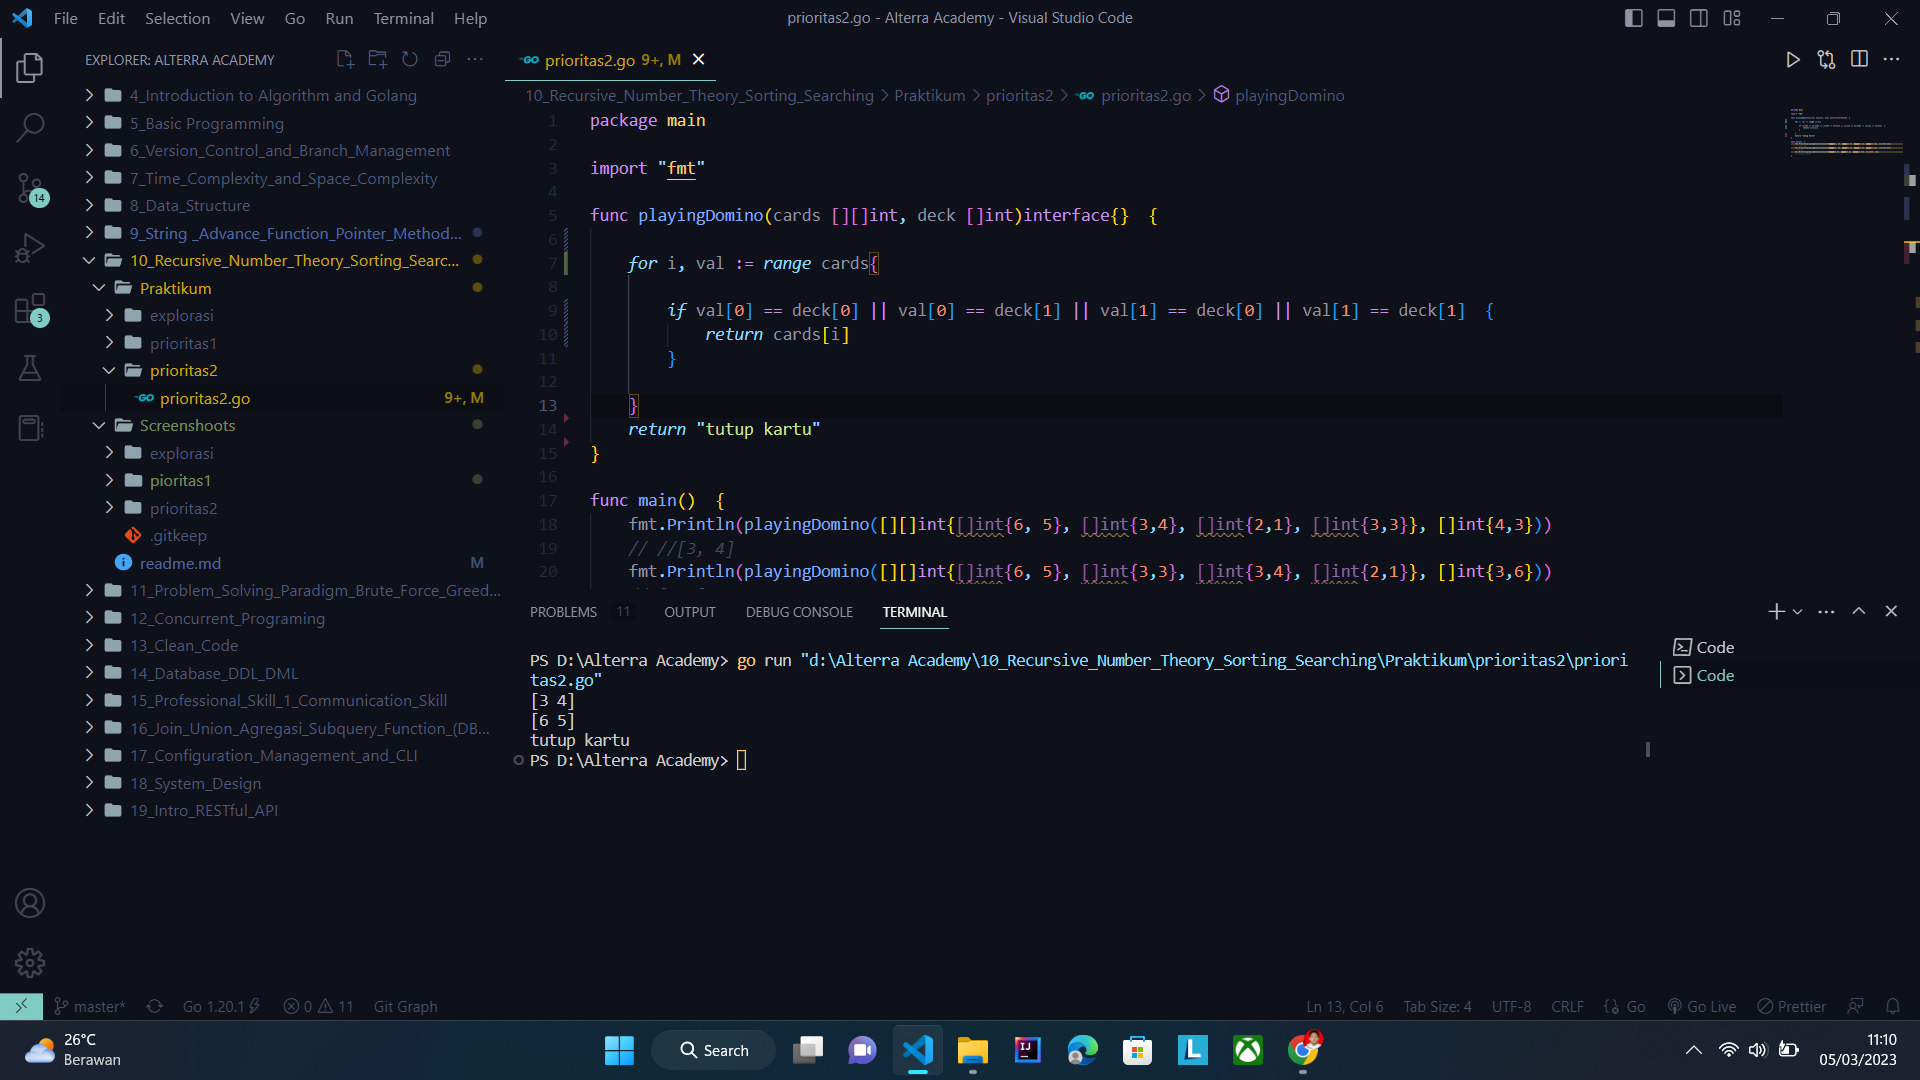 File Edit Selection View Go Run Terminal Help
prioritas2.go - Alterra Academy - Visual Studio Code
EXPLORER: ALTERRA ACADEMY
4_Introduction to Algorithm and Golang
5_Basic Programming
6_Version_Control_and_Branch_Management
7_Time_Complexity_and_Space_Complexity
8_Data_Structure
9_String _Advance_Function_Pointer_Method...
10_Recursive_Number_Theory_Sorting_Searc...
Praktikum
explorasi
prioritas1
prioritas2
GO prioritas2.go 9+, M
Screenshoots
explorasi
pioritas1
prioritas2
.gitkeep
readme.md M
11_Problem_Solving_Paradigm_Brute_Force_Greed...
12_Concurrent_Programing
13_Clean_Code
14_Database_DDL_DML
15_Professional_Skill_1_Communication_Skill
16_Join_Union_Agregasi_Subquery_Function_(DB...
17_Configuration_Management_and_CLI
18_System_Design
19_Intro_RESTful_API
14
3
GO prioritas2.go 9+, M
10_Recursive_Number_Theory_Sorting_Searching > Praktikum > prioritas2 > GO prioritas2.go > playingDomino
1 package main
2
3 import "fmt"
4
5 func playingDomino(cards [][]int, deck []int)interface{} {
6
7 for i, val := range cards{
8
9 if val[0] == deck[0] || val[0] == deck[1] || val[1] == deck[0] || val[1] == deck[1] {
10 return cards[i]
11 }
12
13 }
14 return "tutup kartu"
15 }
16
17 func main() {
18 fmt.Println(playingDomino([][]int{[]int{6, 5}, []int{3,4}, []int{2,1}, []int{3,3}}, []int{4,3}))
19 // //[3, 4]
20 fmt.Println(playingDomino([][]int{[]int{6, 5}, []int{3,3}, []int{3,4}, []int{2,1}}, []int{3,6}))
PROBLEMS 11 OUTPUT DEBUG CONSOLE TERMINAL
PS D:\Alterra Academy> go run "d:\Alterra Academy\10_Recursive_Number_Theory_Sorting_Searching\Praktikum\prioritas2\priori
tas2.go"
[3 4]
[6 5]
tutup kartu
PS D:\Alterra Academy>
Code
Code
master* Go 1.20.1 0 11 Git Graph
Ln 13, Col 6 Tab Size: 4 UTF-8 CRLF Go Go Live Prettier
26°C
Berawan
Search
11:10
05/03/2023